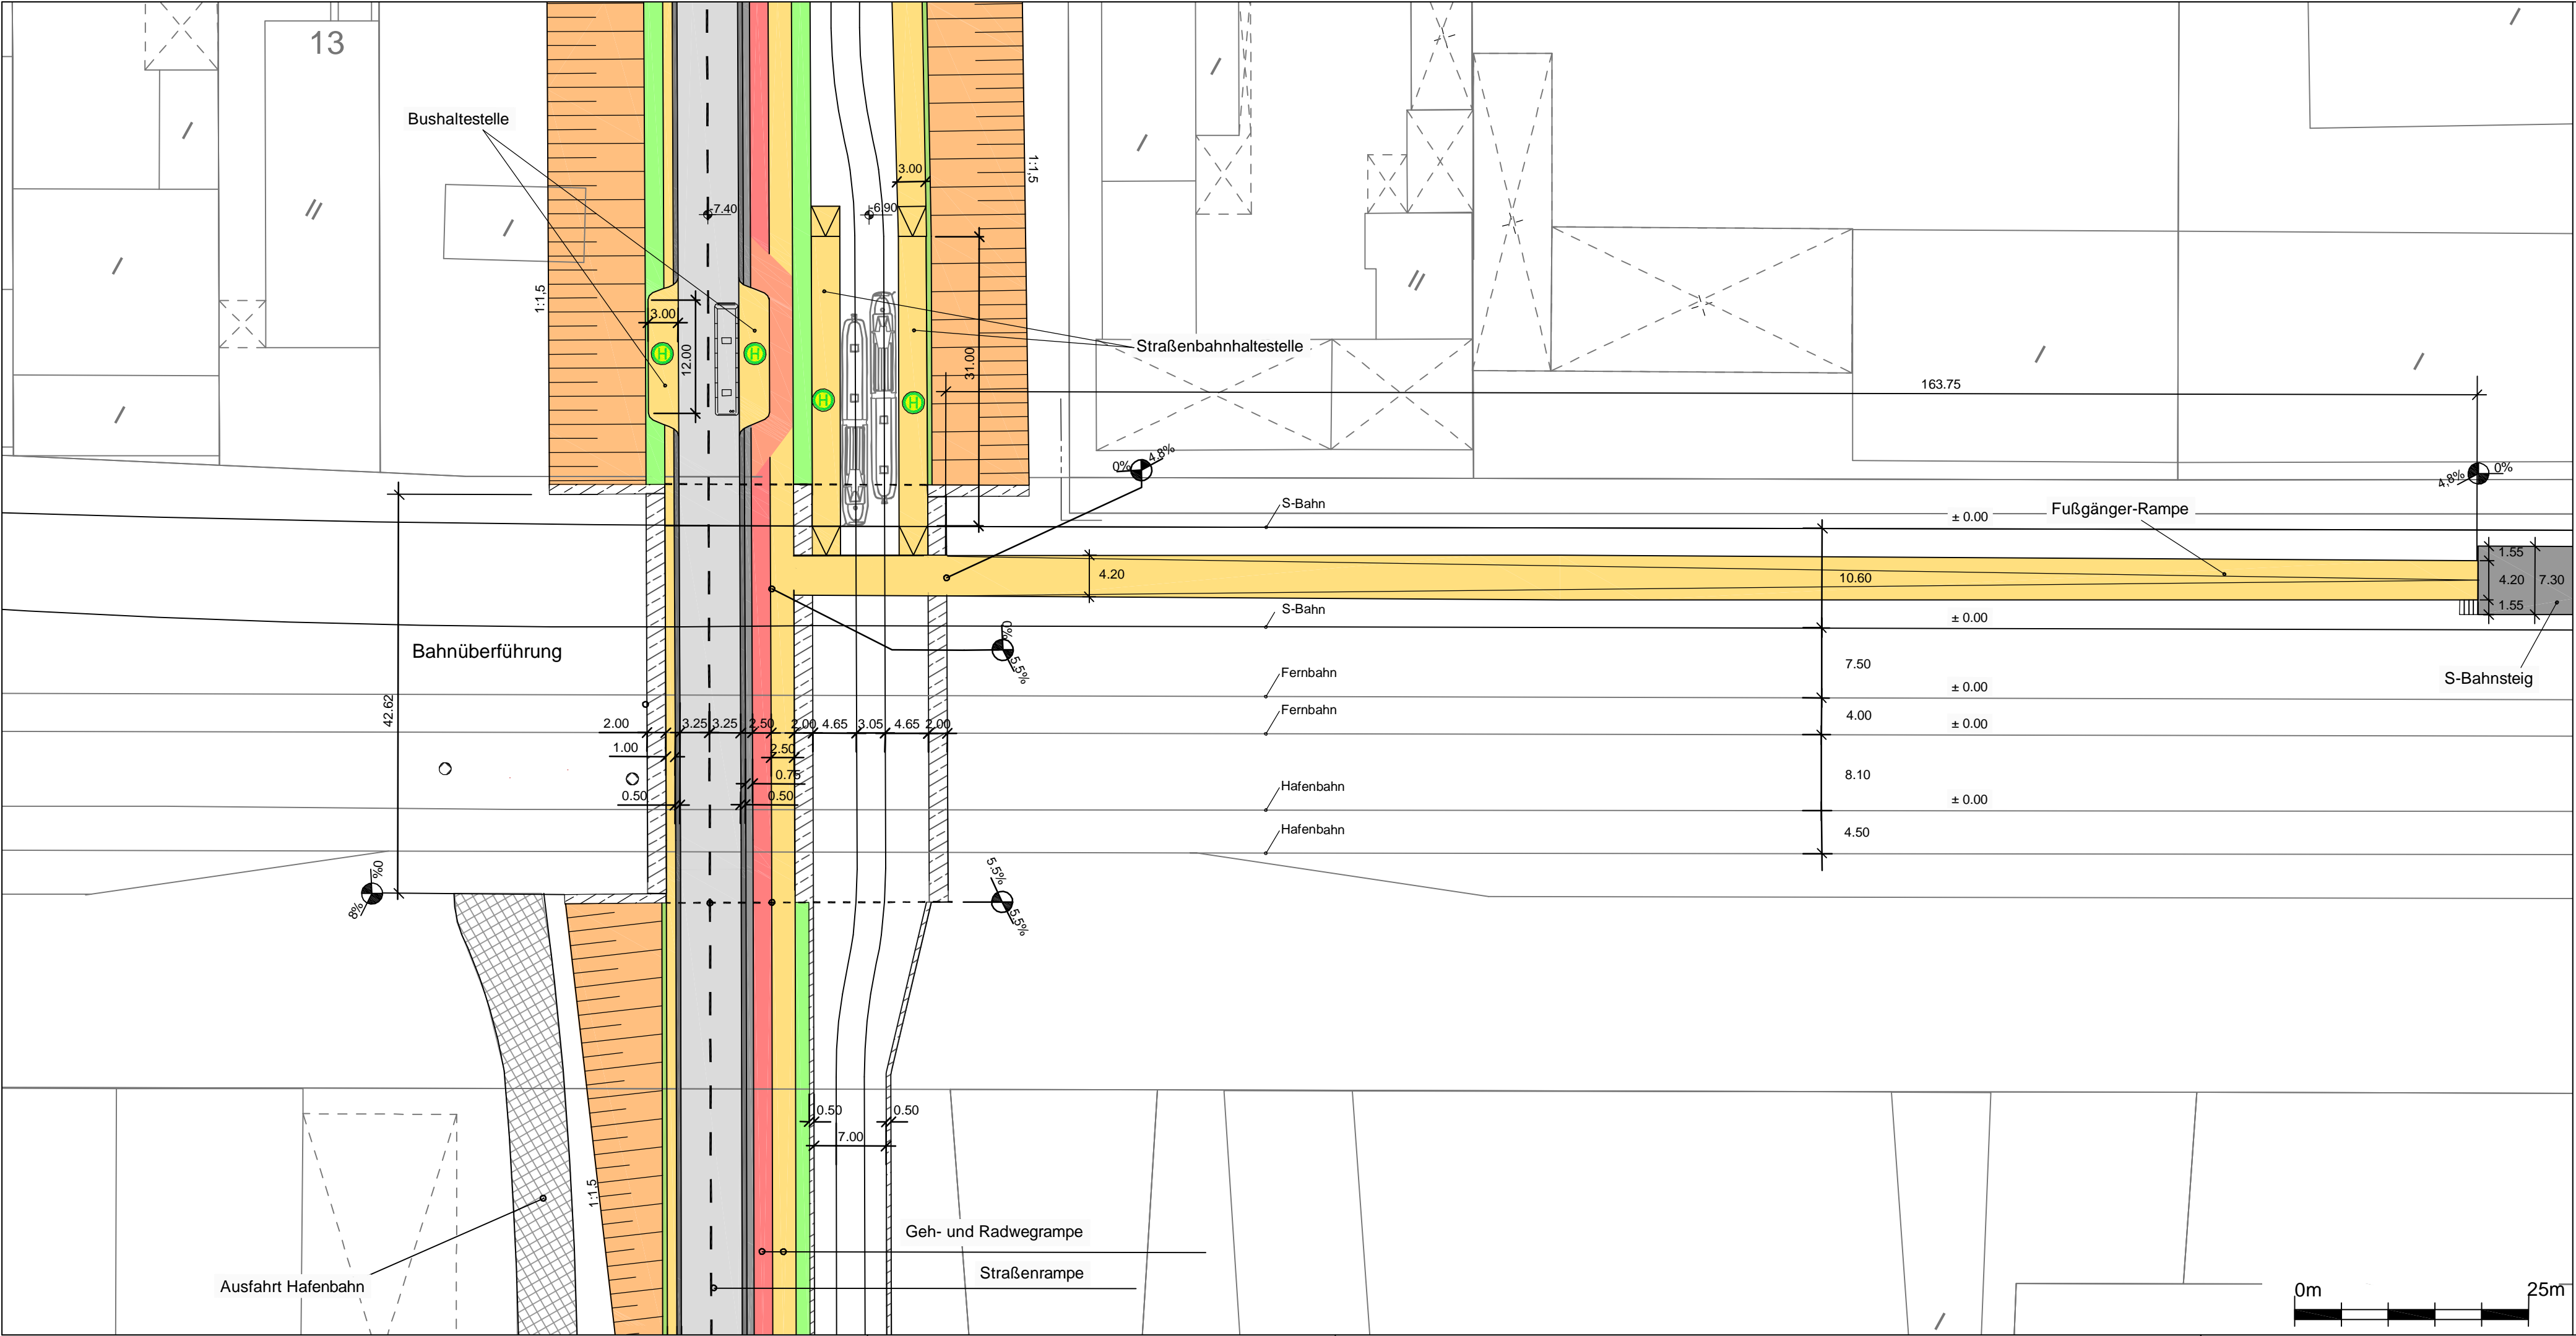 13
Bushaltestelle
1:1,5
3.00
-7.40
-6.90
1:1,5
3.00
12.00
H
H
H
H
31.00
Straßenbahnhaltestelle
163.75
0%
4,8%
4,8%
0%
S-Bahn
± 0.00
Fußgänger-Rampe
4.20
10.60
1.55
4.20
7.30
1.55
S-Bahn
± 0.00
0%
5.5%
Bahnüberführung
42.62
7.50
S-Bahnsteig
Fernbahn
± 0.00
2.00
3.25
3.25
2.50
2.00
4.65
3.05
4.65
2.00
Fernbahn
4.00
± 0.00
1.00
2.50
0.75
8.10
0.50
0.50
Hafenbahn
± 0.00
Hafenbahn
4.50
8%
0%
5.5%
5.5%
0.50
0.50
7.00
1:1,5
Geh- und Radwegrampe
Straßenrampe
Ausfahrt Hafenbahn
0m
25m